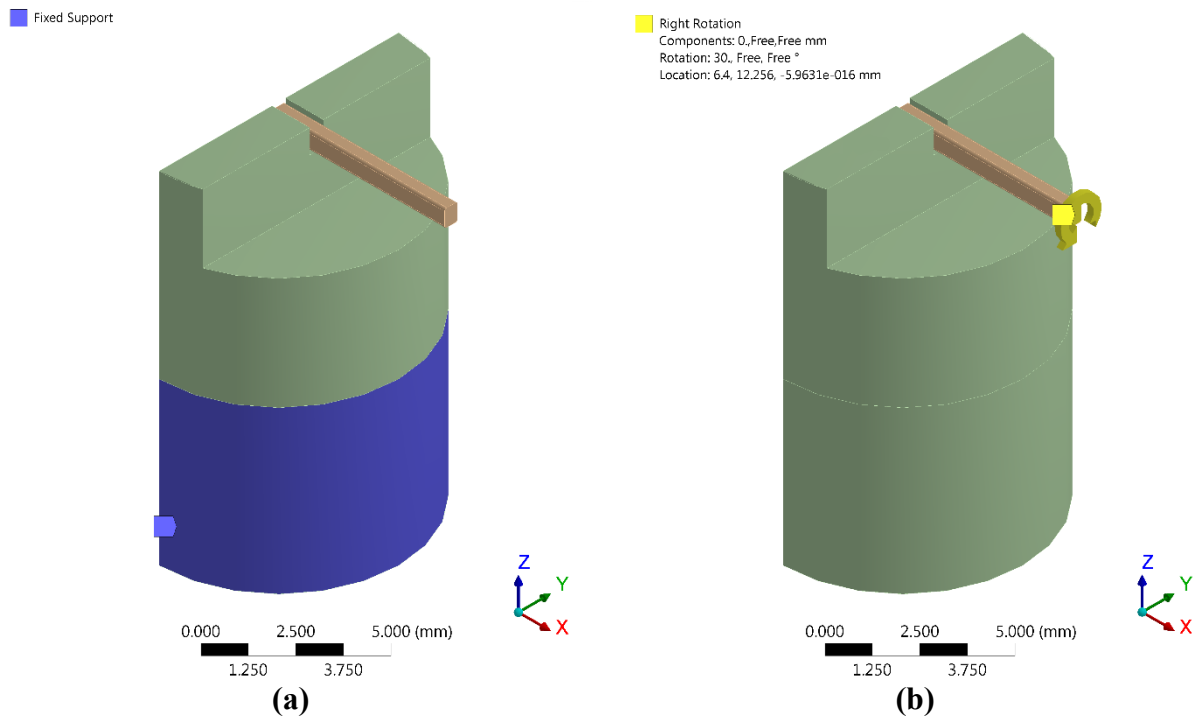 Fixed Support
Z
Y
X
0.000 2.500 5.000 (mm)
1.250 3.750
(a)
Right Rotation
Components: 0.,Free,Free mm
Rotation: 30., Free, Free °
Location: 6.4, 12.256, -5.9631e-016 mm
Z
Y
X
0.000 2.500 5.000 (mm)
1.250 3.750
(b)